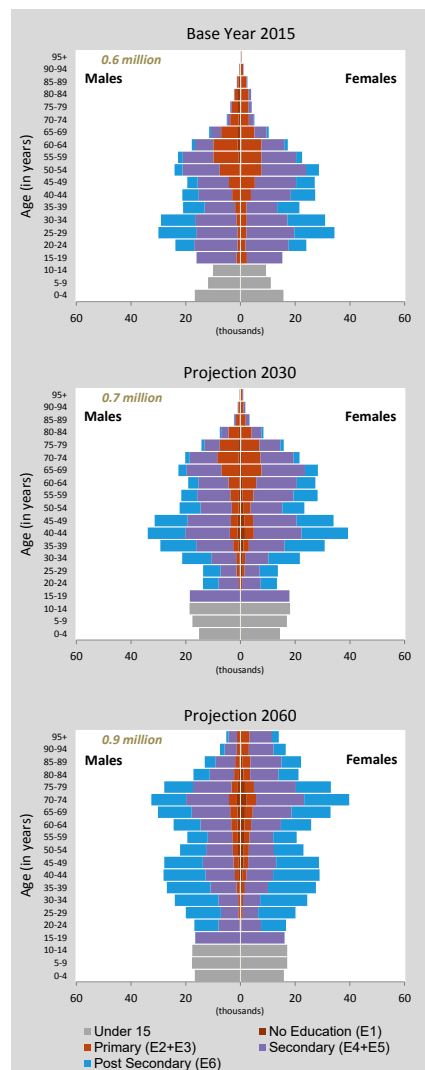 Base Year 2015
0.6 million
Males
Females
Age (in years)
95+
90-94
85-89
80-84
75-79
70-74
65-69
60-64
55-59
50-54
45-49
40-44
35-39
30-34
25-29
20-24
15-19
10-14
5-9
0-4
60 40 20 0 20 40 60
(thousands)
Projection 2030
0.7 million
Males
Females
Age (in years)
95+
90-94
85-89
80-84
75-79
70-74
65-69
60-64
55-59
50-54
45-49
40-44
35-39
30-34
25-29
20-24
15-19
10-14
5-9
0-4
60 40 20 0 20 40 60
(thousands)
Projection 2060
0.9 million
Males
Females
Age (in years)
95+
90-94
85-89
80-84
75-79
70-74
65-69
60-64
55-59
50-54
45-49
40-44
35-39
30-34
25-29
20-24
15-19
10-14
5-9
0-4
60 40 20 0 20 40 60
(thousands)
Under 15 No Education (E1)
Primary (E2+E3) Secondary (E4+E5)
Post Secondary (E6)